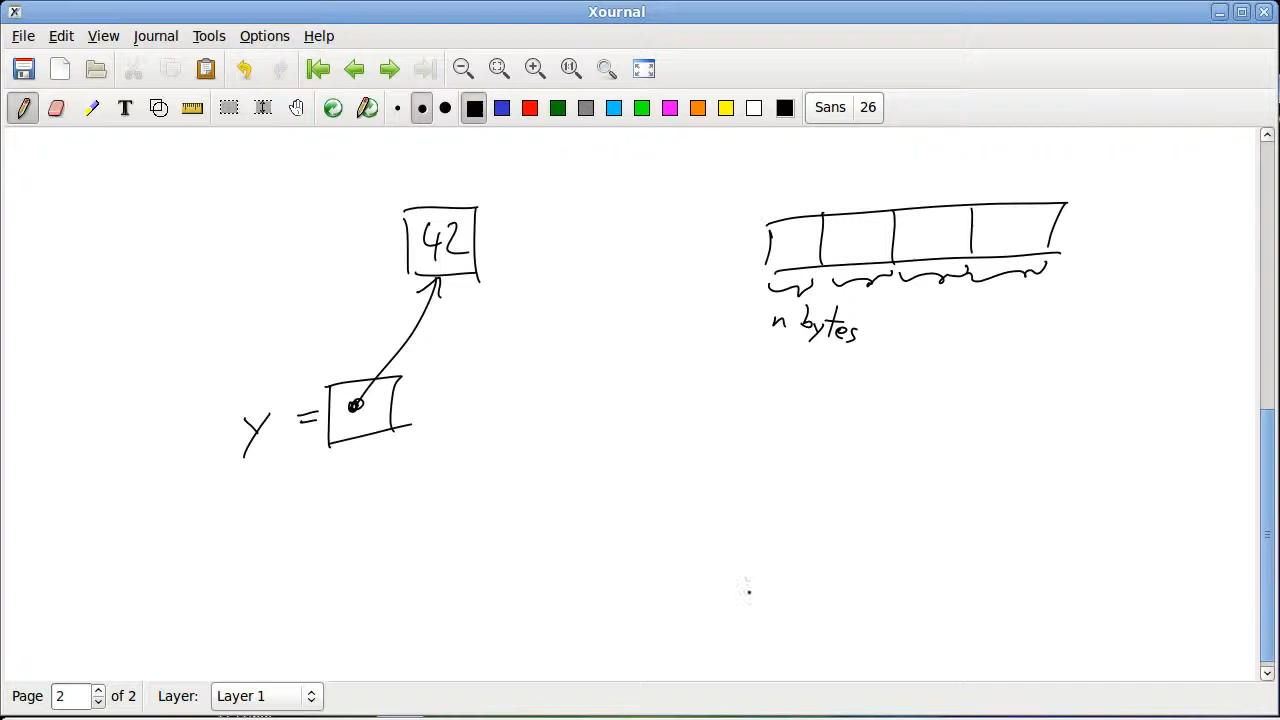 Xournal
File Edit View Journal Tools Options Help
Sans 26
42
n bytes
y =
Page 2 of 2 Layer: Layer 1